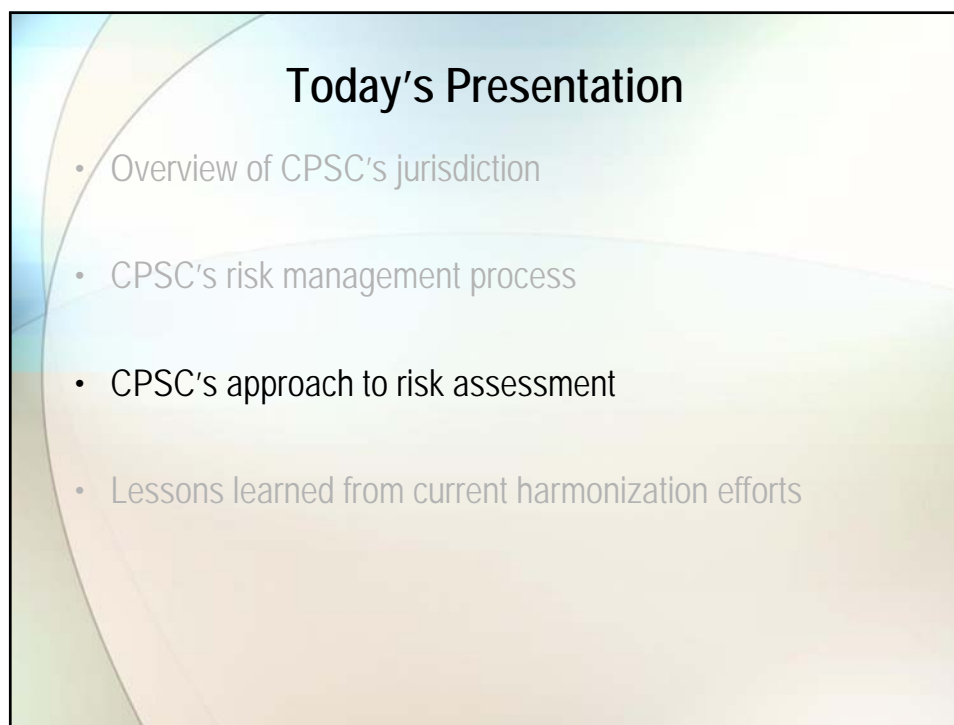 Today's Presentation
• Overview of CPSC's jurisdiction
• CPSC's risk management process
• CPSC's approach to risk assessment
• Lessons learned from current harmonization efforts